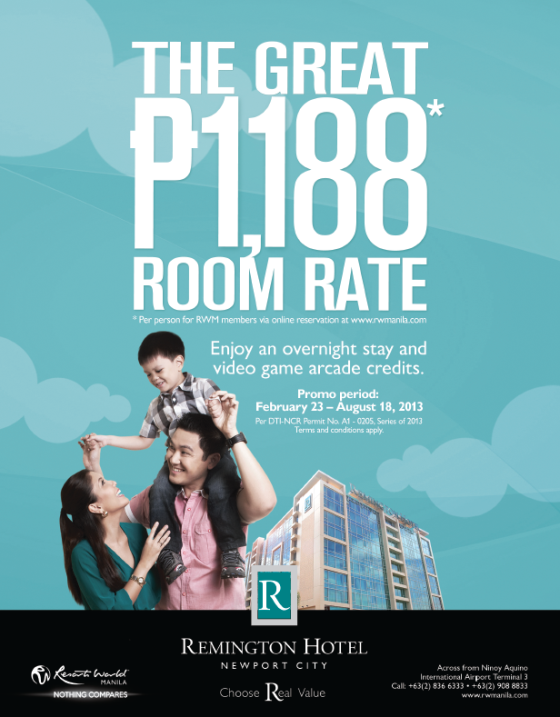 THE GREAT
₱1,188*
ROOM RATE
* Per person for RWM members via online reservation at www.rwmanila.com
Enjoy an overnight stay and
video game arcade credits.
Promo period:
February 23 – August 18, 2013
Per DTI-NCR Permit No. A1 - 0205, Series of 2013
Terms and conditions apply.
R
REMINGTON HOTEL
NEWPORT CITY
Choose Real Value
Resorts World
MANILA
NOTHING COMPARES
Across from Ninoy Aquino
International Airport Terminal 3
Call: +63(2) 836 6333 • +63(2) 908 8833
www.rwmanila.com